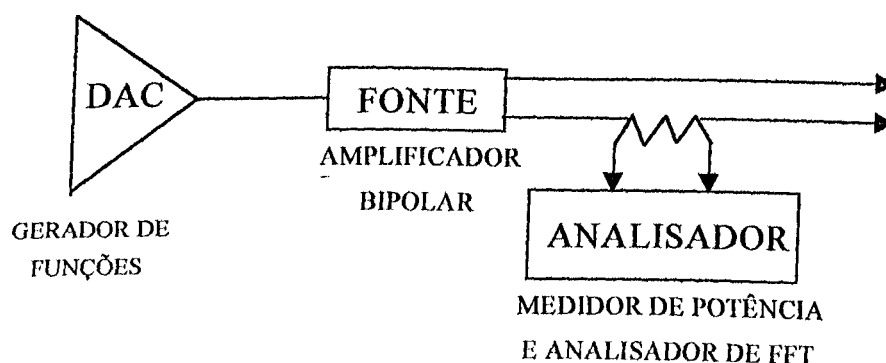 DAC
FONTE
AMPLIFICADOR
BIPOLAR
GERADOR DE
FUNÇÕES
ANALISADOR
MEDIDOR DE POTÊNCIA
E ANALISADOR DE FFT